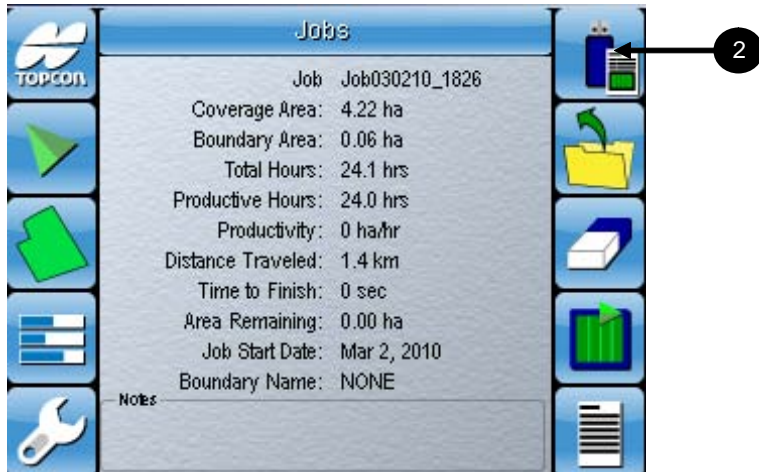 Jobs
2
TOPCON
Job Job030210_1826
Coverage Area: 4.22 ha
Boundary Area: 0.06 ha
Total Hours: 24.1 hrs
Productive Hours: 24.0 hrs
Productivity: 0 ha/hr
Distance Traveled: 1.4 km
Time to Finish: 0 sec
Area Remaining: 0.00 ha
Job Start Date: Mar 2, 2010
Boundary Name: NONE
Notes